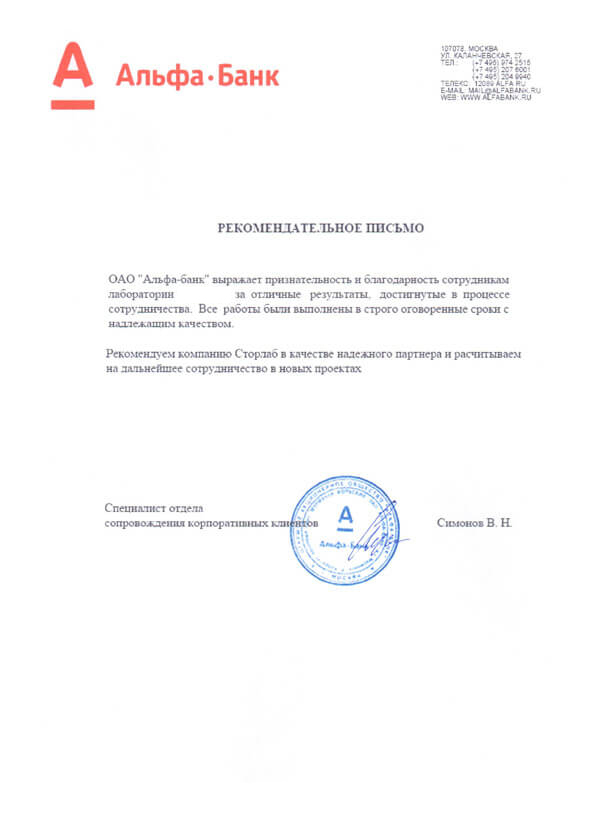 А
Альфа·Банк
107078, МОСКВА
УЛ. КАЛАНЧЕВСКАЯ, 27
ТЕЛ.: (+7 495) 974 2515
(+7 495) 207 6001
(+7 495) 204 9940
ТЕЛЕКС: 12089 ALFA RU
E-MAIL: MAIL@ALFABANK.RU
WEB: WWW.ALFABANK.RU
РЕКОМЕНДАТЕЛЬНОЕ ПИСЬМО
ОАО "Альфа-банк" выражает признательность и благодарность сотрудникам
лаборатории за отличные результаты, достигнутые в процессе
сотрудничества. Все работы были выполнены в строго оговоренные сроки с
надлежащим качеством.
Рекомендуем компанию Сторлаб в качестве надежного партнера и расчитываем
на дальнейшее сотрудничество в новых проектах
Специалист отдела
сопровождения корпоративных клиентов
Симонов В. Н.
А
Альфа·Банк
МОСКВА